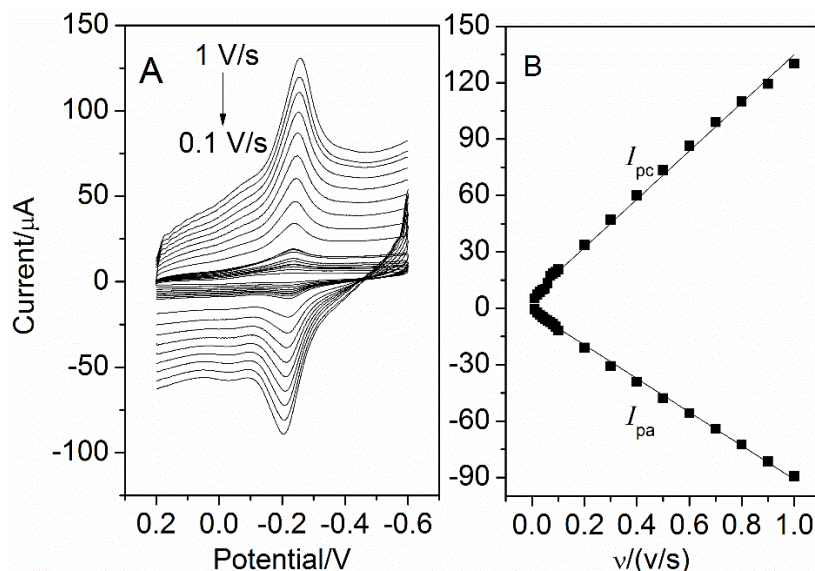 A
1 V/s
0.1 V/s
150
100
50
0
-50
-100
Current/μA
0.2 0.0 -0.2 -0.4 -0.6
Potential/V
B
150
120
90
60
30
0
-30
-60
-90
I pc
I pa
0.0 0.2 0.4 0.6 0.8 1.0
ν/(v/s)